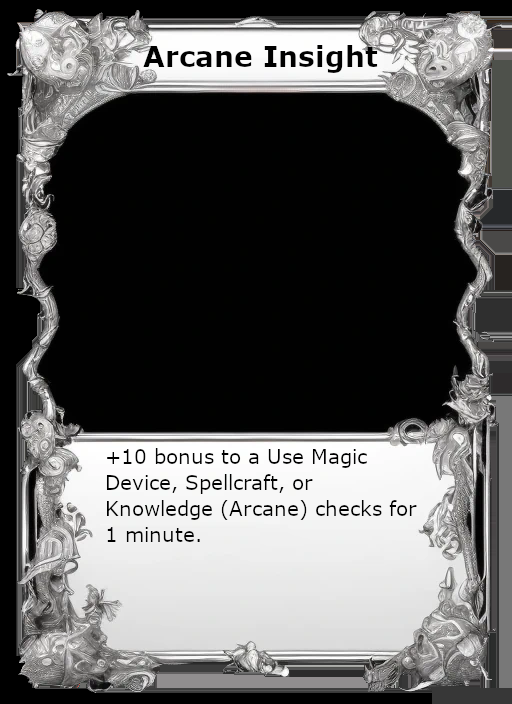 Arcane Insight
+10 bonus to a Use Magic
Device, Spellcraft, or
Knowledge (Arcane) checks for
1 minute.